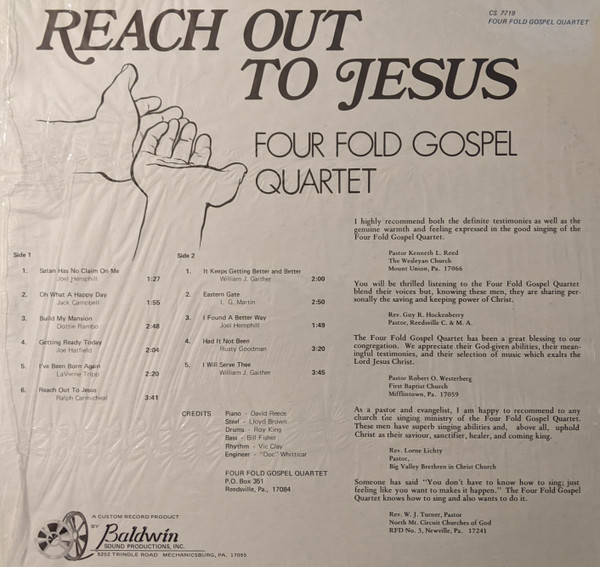 REACH OUT
TO JESUS
CS 7719
FOUR FOLD GOSPEL QUARTET
FOUR FOLD GOSPEL
QUARTET
Side 1
1. Satan Has No Claim On Me
Joel Hemphill 1:27
2. Oh What A Happy Day
Jack Campbell 1:55
3. Build My Mansion
Dottie Rambo 2:48
4. Getting Ready Today
Joe Hatfield 2:04
5. I've Been Born Again
LaVerne Tripp 2:20
6. Reach Out To Jesus
Ralph Carmichael 3:41
Side 2
1. It Keeps Getting Better and Better
William J. Gaither 2:00
2. Eastern Gate
I. G. Martin 2:50
3. I Found A Better Way
Joel Hemphill 1:49
4. Had It Not Been
Rusty Goodman 3:20
5. I Will Serve Thee
William J. Gaither 3:45
CREDITS
Piano - David Reece
Steel - Lloyd Brown
Drums - Roy King
Bass - Bill Fisher
Rhythm - Vic Clay
Engineer - "Doc" Whitticar
FOUR FOLD GOSPEL QUARTET
P.O. Box 351
Reedsville, Pa., 17084
I highly recommend both the definite testimonies as well as the
genuine warmth and feeling expressed in the good singing of the
Four Fold Gospel Quartet.
Pastor Kenneth L. Reed
The Wesleyan Church
Mount Union, Pa. 17066
You will be thrilled listening to the Four Fold Gospel Quartet
blend their voices but, knowing these men, they are sharing per-
sonally the saving and keeping power of Christ.
Rev. Guy R. Hockenberry
Pastor, Reedsville C. & M. A.
The Four Fold Gospel Quartet has been a great blessing to our
congregation. We appreciate their God-given abilities, their mean-
ingful testimonies, and their selection of music which exalts the
Lord Jesus Christ.
Pastor Robert O. Westerberg
First Baptist Church
Mifflintown, Pa. 17059
As a pastor and evangelist, I am happy to recommend to any
church the singing ministry of the Four Fold Gospel Quartet.
These men have superb singing abilities and, above all, uphold
Christ as their saviour, sanctifier, healer, and coming king.
Rev. Lorne Lichty
Pastor,
Big Valley Brethren in Christ Church
Someone has said "You don't have to know how to sing; just
feeling like you want to makes it happen." The Four Fold Gospel
Quartet knows how to sing and also wants to do it.
Rev. W. J. Turner, Pastor
North Mt. Circuit Churches of God
RFD No. 3, Newville, Pa. 17241
A CUSTOM RECORD PRODUCT
BY Baldwin
SOUND PRODUCTIONS, INC.
5252 TRINDLE ROAD MECHANICSBURG, PA. 17055